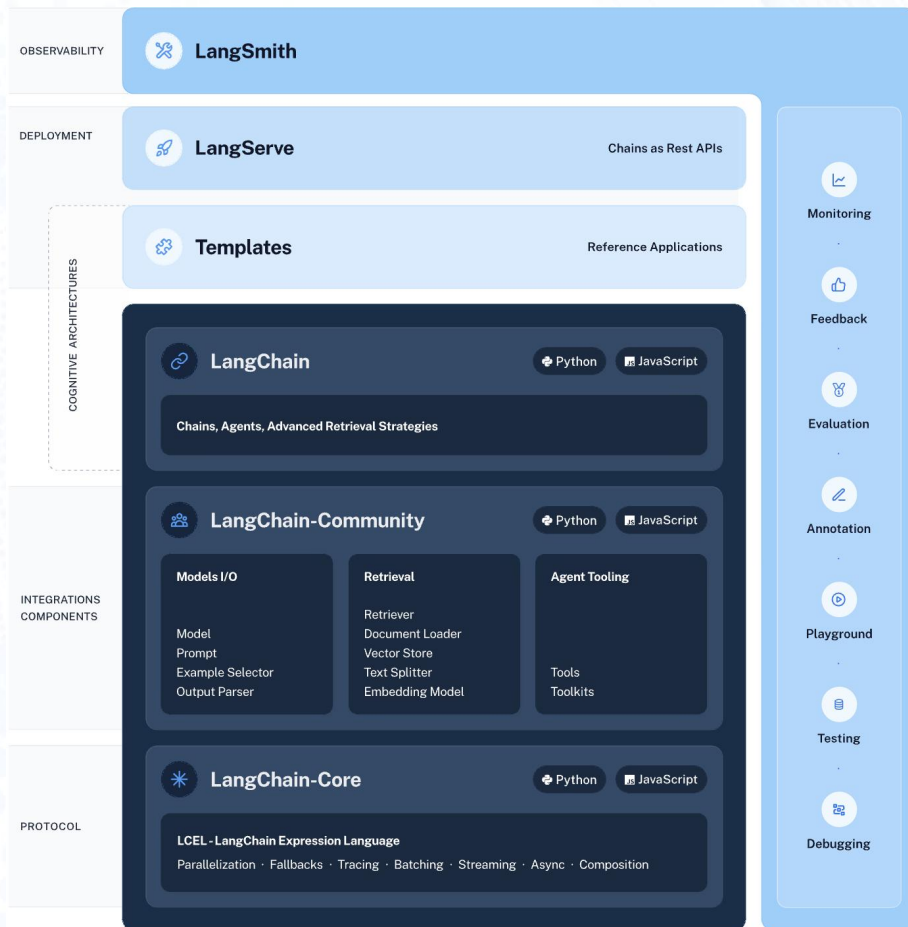 OBSERVABILITY
LangSmith
DEPLOYMENT
LangServe
Chains as Rest APIs
Templates
Reference Applications
COGNITIVE ARCHITECTURES
LangChain
Python
JavaScript
Chains, Agents, Advanced Retrieval Strategies
INTEGRATIONS
COMPONENTS
LangChain-Community
Python
JavaScript
Models I/O
Model
Prompt
Example Selector
Output Parser
Retrieval
Retriever
Document Loader
Vector Store
Text Splitter
Embedding Model
Agent Tooling
Tools
Toolkits
PROTOCOL
LangChain-Core
Python
JavaScript
LCEL - LangChain Expression Language
Parallelization · Fallbacks · Tracing · Batching · Streaming · Async · Composition
Monitoring
Feedback
Evaluation
Annotation
Playground
Testing
Debugging